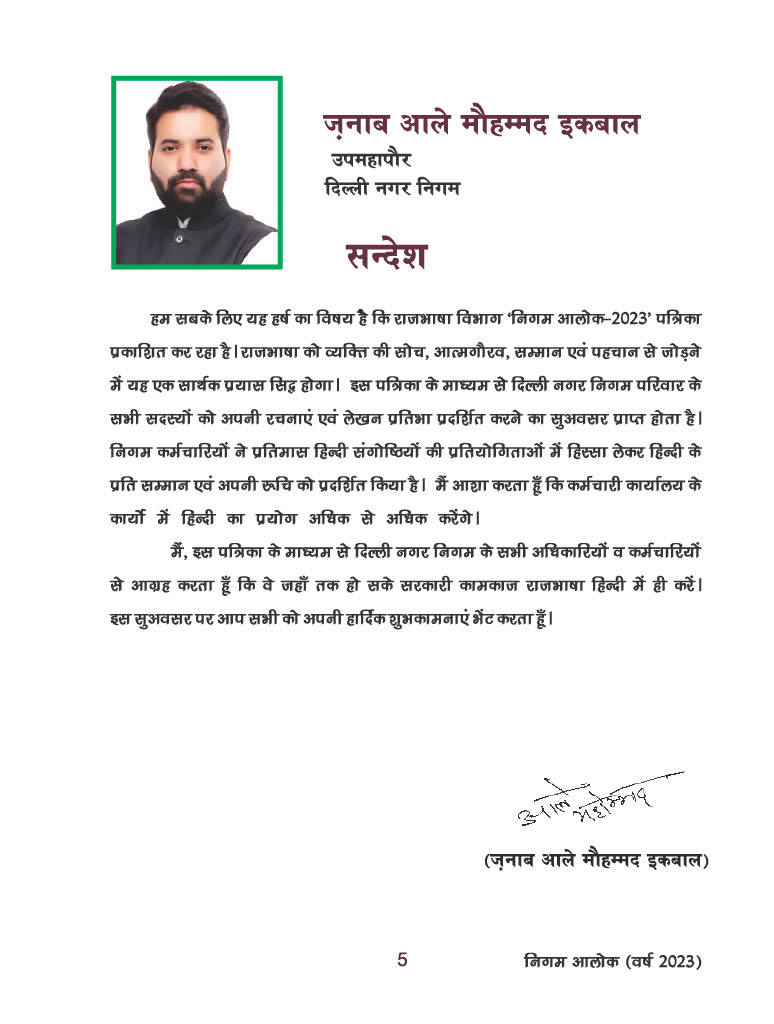 ज़नाब आले मौहम्मद इकबाल
उपमहापौर
दिल्ली नगर निगम
सन्देश
हम सबके लिए यह हर्ष का विषय है कि राजभाषा विभाग ‘निगम आलोक-2023’ पत्रिका
प्रकाशित कर रहा है। राजभाषा को व्यक्ति की सोच, आत्मगौरव, सम्मान एवं पहचान से जोड़ने
में यह एक सार्थक प्रयास सिद्ध होगा। इस पत्रिका के माध्यम से दिल्ली नगर निगम परिवार के
सभी सदस्यों को अपनी रचनाएं एवं लेखन प्रतिभा प्रदर्शित करने का सुअवसर प्राप्त होता है।
निगम कर्मचारियों ने प्रतिमास हिन्दी संगोष्ठियों की प्रतियोगिताओं में हिस्सा लेकर हिन्दी के
प्रति सम्मान एवं अपनी रूचि को प्रदर्शित किया है। मैं आशा करता हूँ कि कर्मचारी कार्यालय के
कार्यो में हिन्दी का प्रयोग अधिक से अधिक करेंगे।
मैं, इस पत्रिका के माध्यम से दिल्ली नगर निगम के सभी अधिकारियों व कर्मचारियों
से आग्रह करता हूँ कि वे जहाँ तक हो सके सरकारी कामकाज राजभाषा हिन्दी में ही करें।
इस सुअवसर पर आप सभी को अपनी हार्दिक शुभकामनाएं भेंट करता हूँ।
आले महोम्मद
(ज़नाब आले मौहम्मद इकबाल)
5 निगम आलोक (वर्ष 2023)